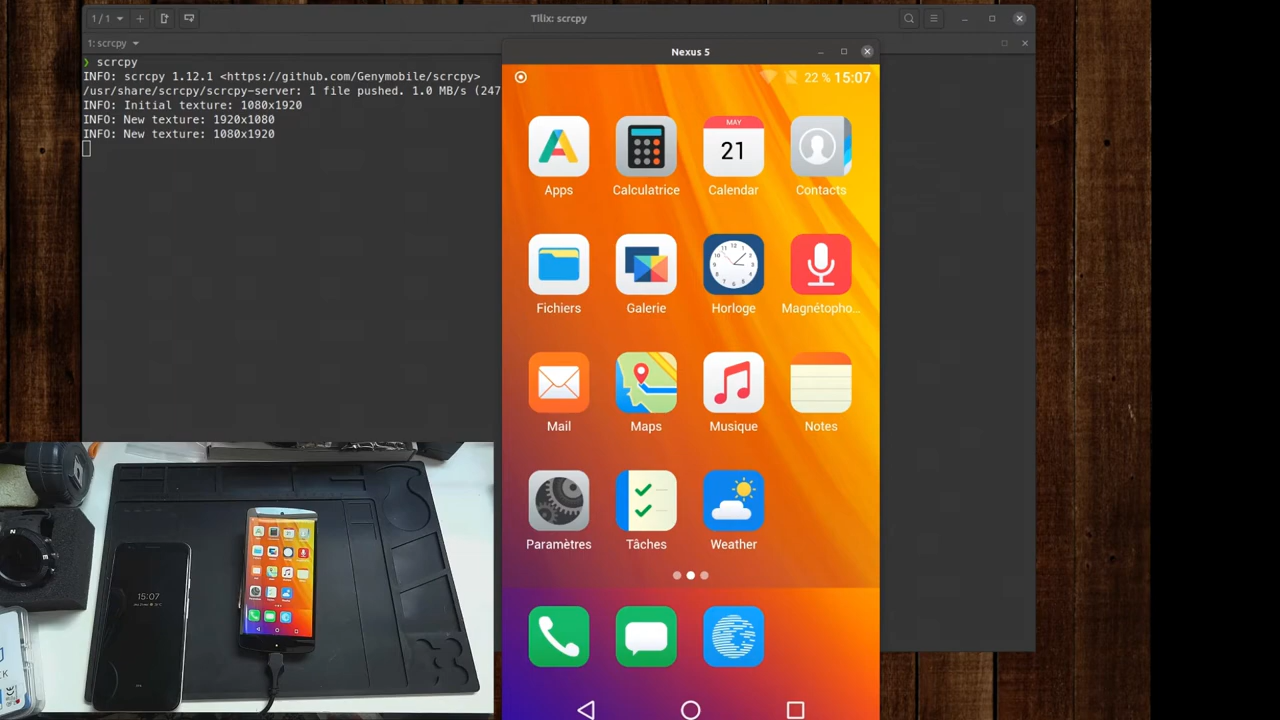 1 / 1
Tilix: scrcpy
1: scrcpy
❯ scrcpy
INFO: scrcpy 1.12.1 <https://github.com/Genymobile/scrcpy>
/usr/share/scrcpy/scrcpy-server: 1 file pushed. 1.0 MB/s (247
INFO: Initial texture: 1080x1920
INFO: New texture: 1920x1080
INFO: New texture: 1080x1920
Nexus 5
22 % 15:07
MAY
21
Apps
Calculatrice
Calendar
Contacts
Fichiers
Galerie
Horloge
Magnétopho...
Mail
Maps
Musique
Notes
Paramètres
Tâches
Weather
15:07